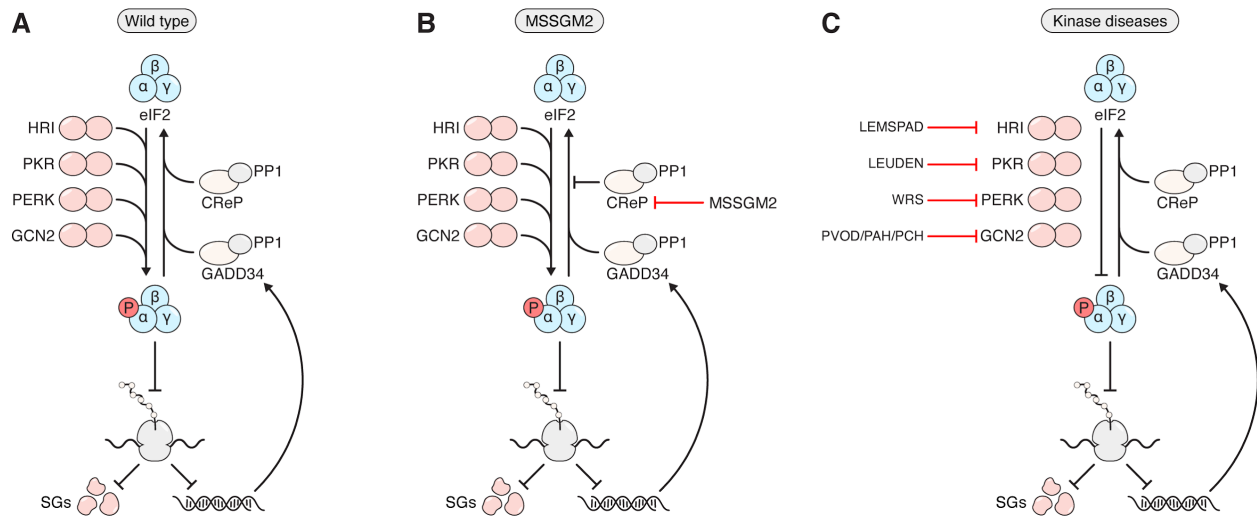 A
Wild type
β
α
γ
eIF2
HRI
PKR
PERK
GCN2
PP1
CReP
PP1
GADD34
P
β
α
γ
SGs
B
MSSGM2
β
α
γ
eIF2
HRI
PKR
PERK
GCN2
PP1
CReP
MSSGM2
PP1
GADD34
P
β
α
γ
SGs
C
Kinase diseases
β
α
γ
eIF2
LEMSPAD
HRI
LEUDEN
PKR
WRS
PERK
PVOD/PAH/PCH
GCN2
PP1
CReP
PP1
GADD34
P
β
α
γ
SGs